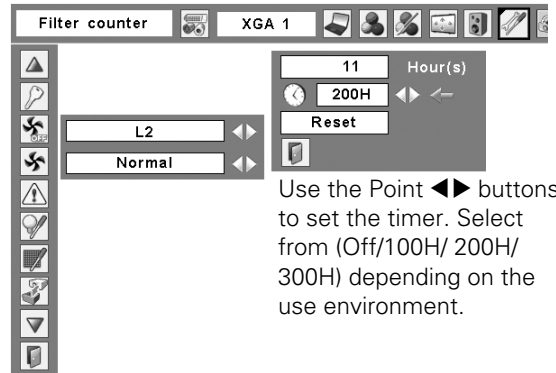 Filter counter
XGA 1
11 Hour(s)
200H
Reset
OFF
L2
Normal
Use the Point ◀▶ buttons
to set the timer. Select
from (Off/100H/ 200H/
300H) depending on the
use environment.